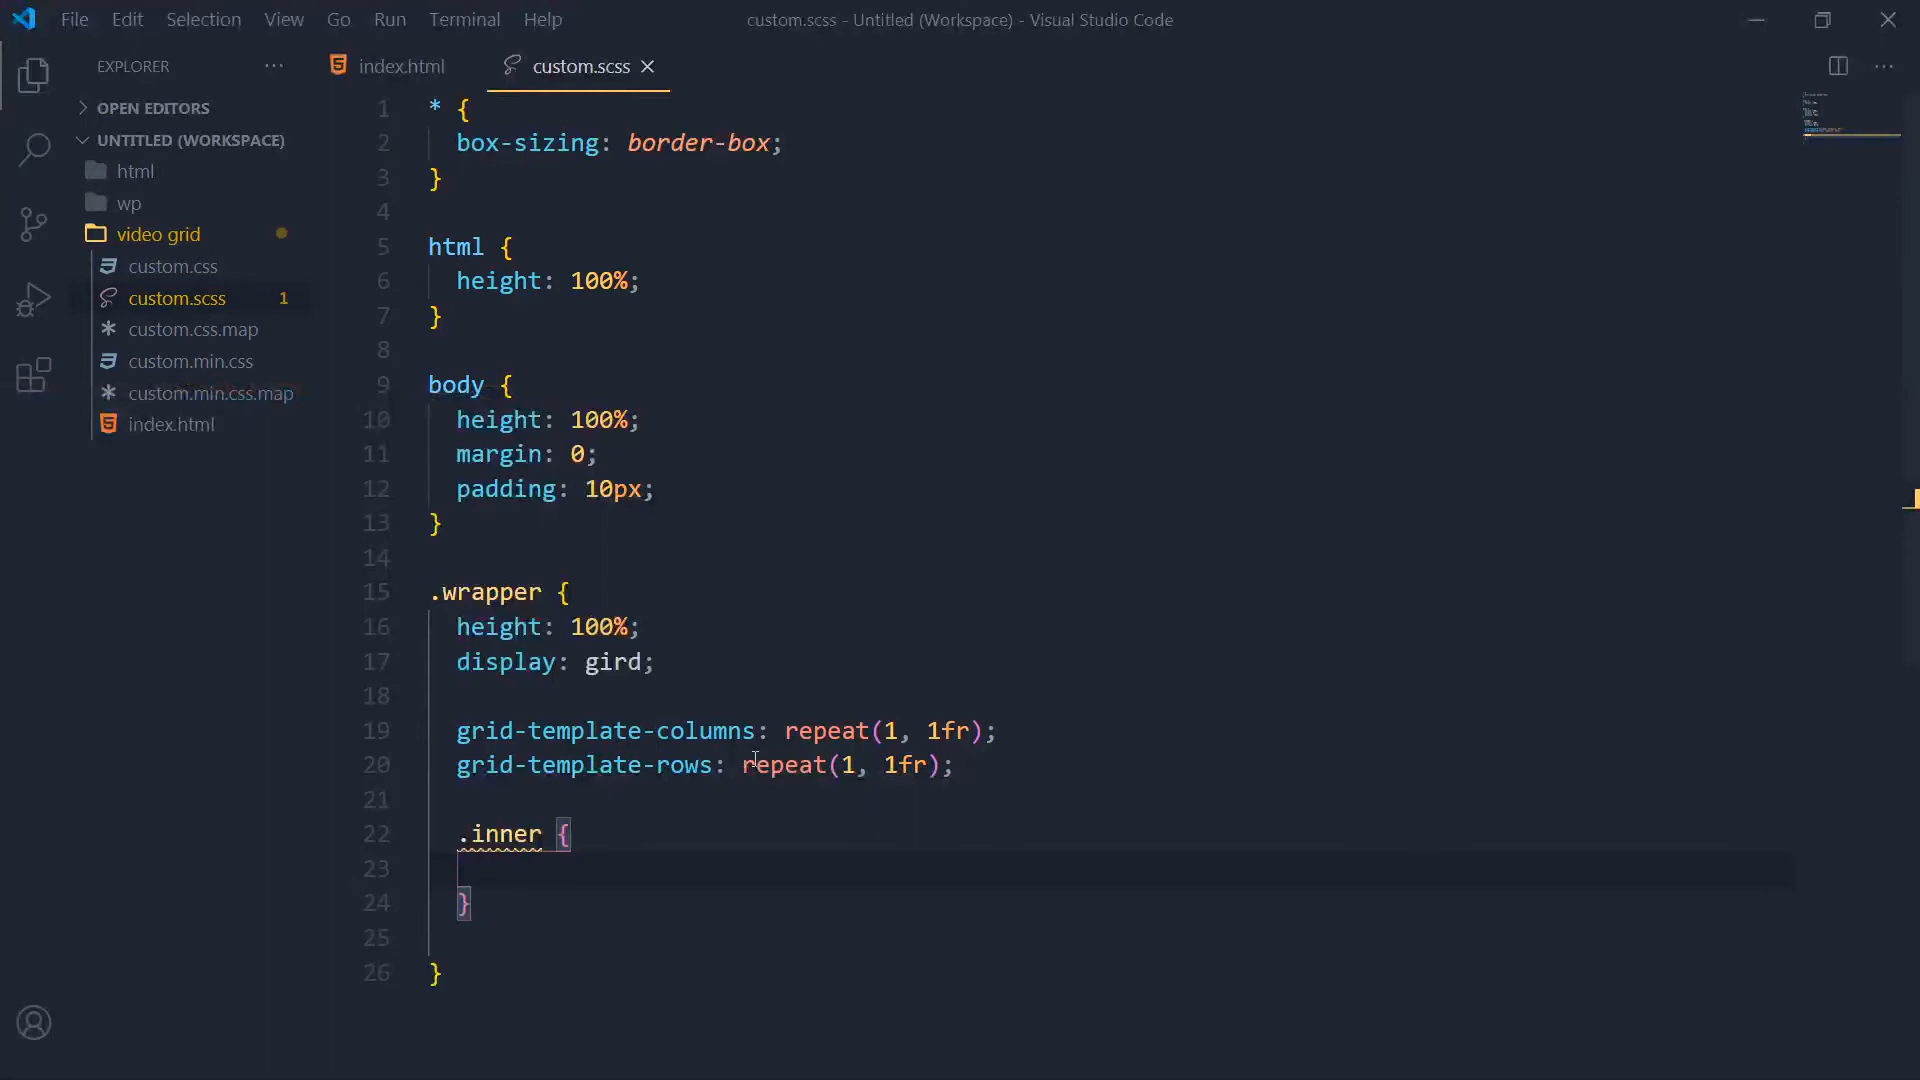 File Edit Selection View Go Run Terminal Help
custom.scss - Untitled (Workspace) - Visual Studio Code
EXPLORER
OPEN EDITORS
UNTITLED (WORKSPACE)
html
wp
video grid
custom.css
custom.scss 1
custom.css.map
custom.min.css
custom.min.css.map
index.html
index.html custom.scss
1 * {
2 box-sizing: border-box;
3 }
4
5 html {
6 height: 100%;
7 }
8
9 body {
10 height: 100%;
11 margin: 0;
12 padding: 10px;
13 }
14
15 .wrapper {
16 height: 100%;
17 display: gird;
18
19 grid-template-columns: repeat(1, 1fr);
20 grid-template-rows: repeat(1, 1fr);
21
22 .inner {
23
24 }
25
26 }